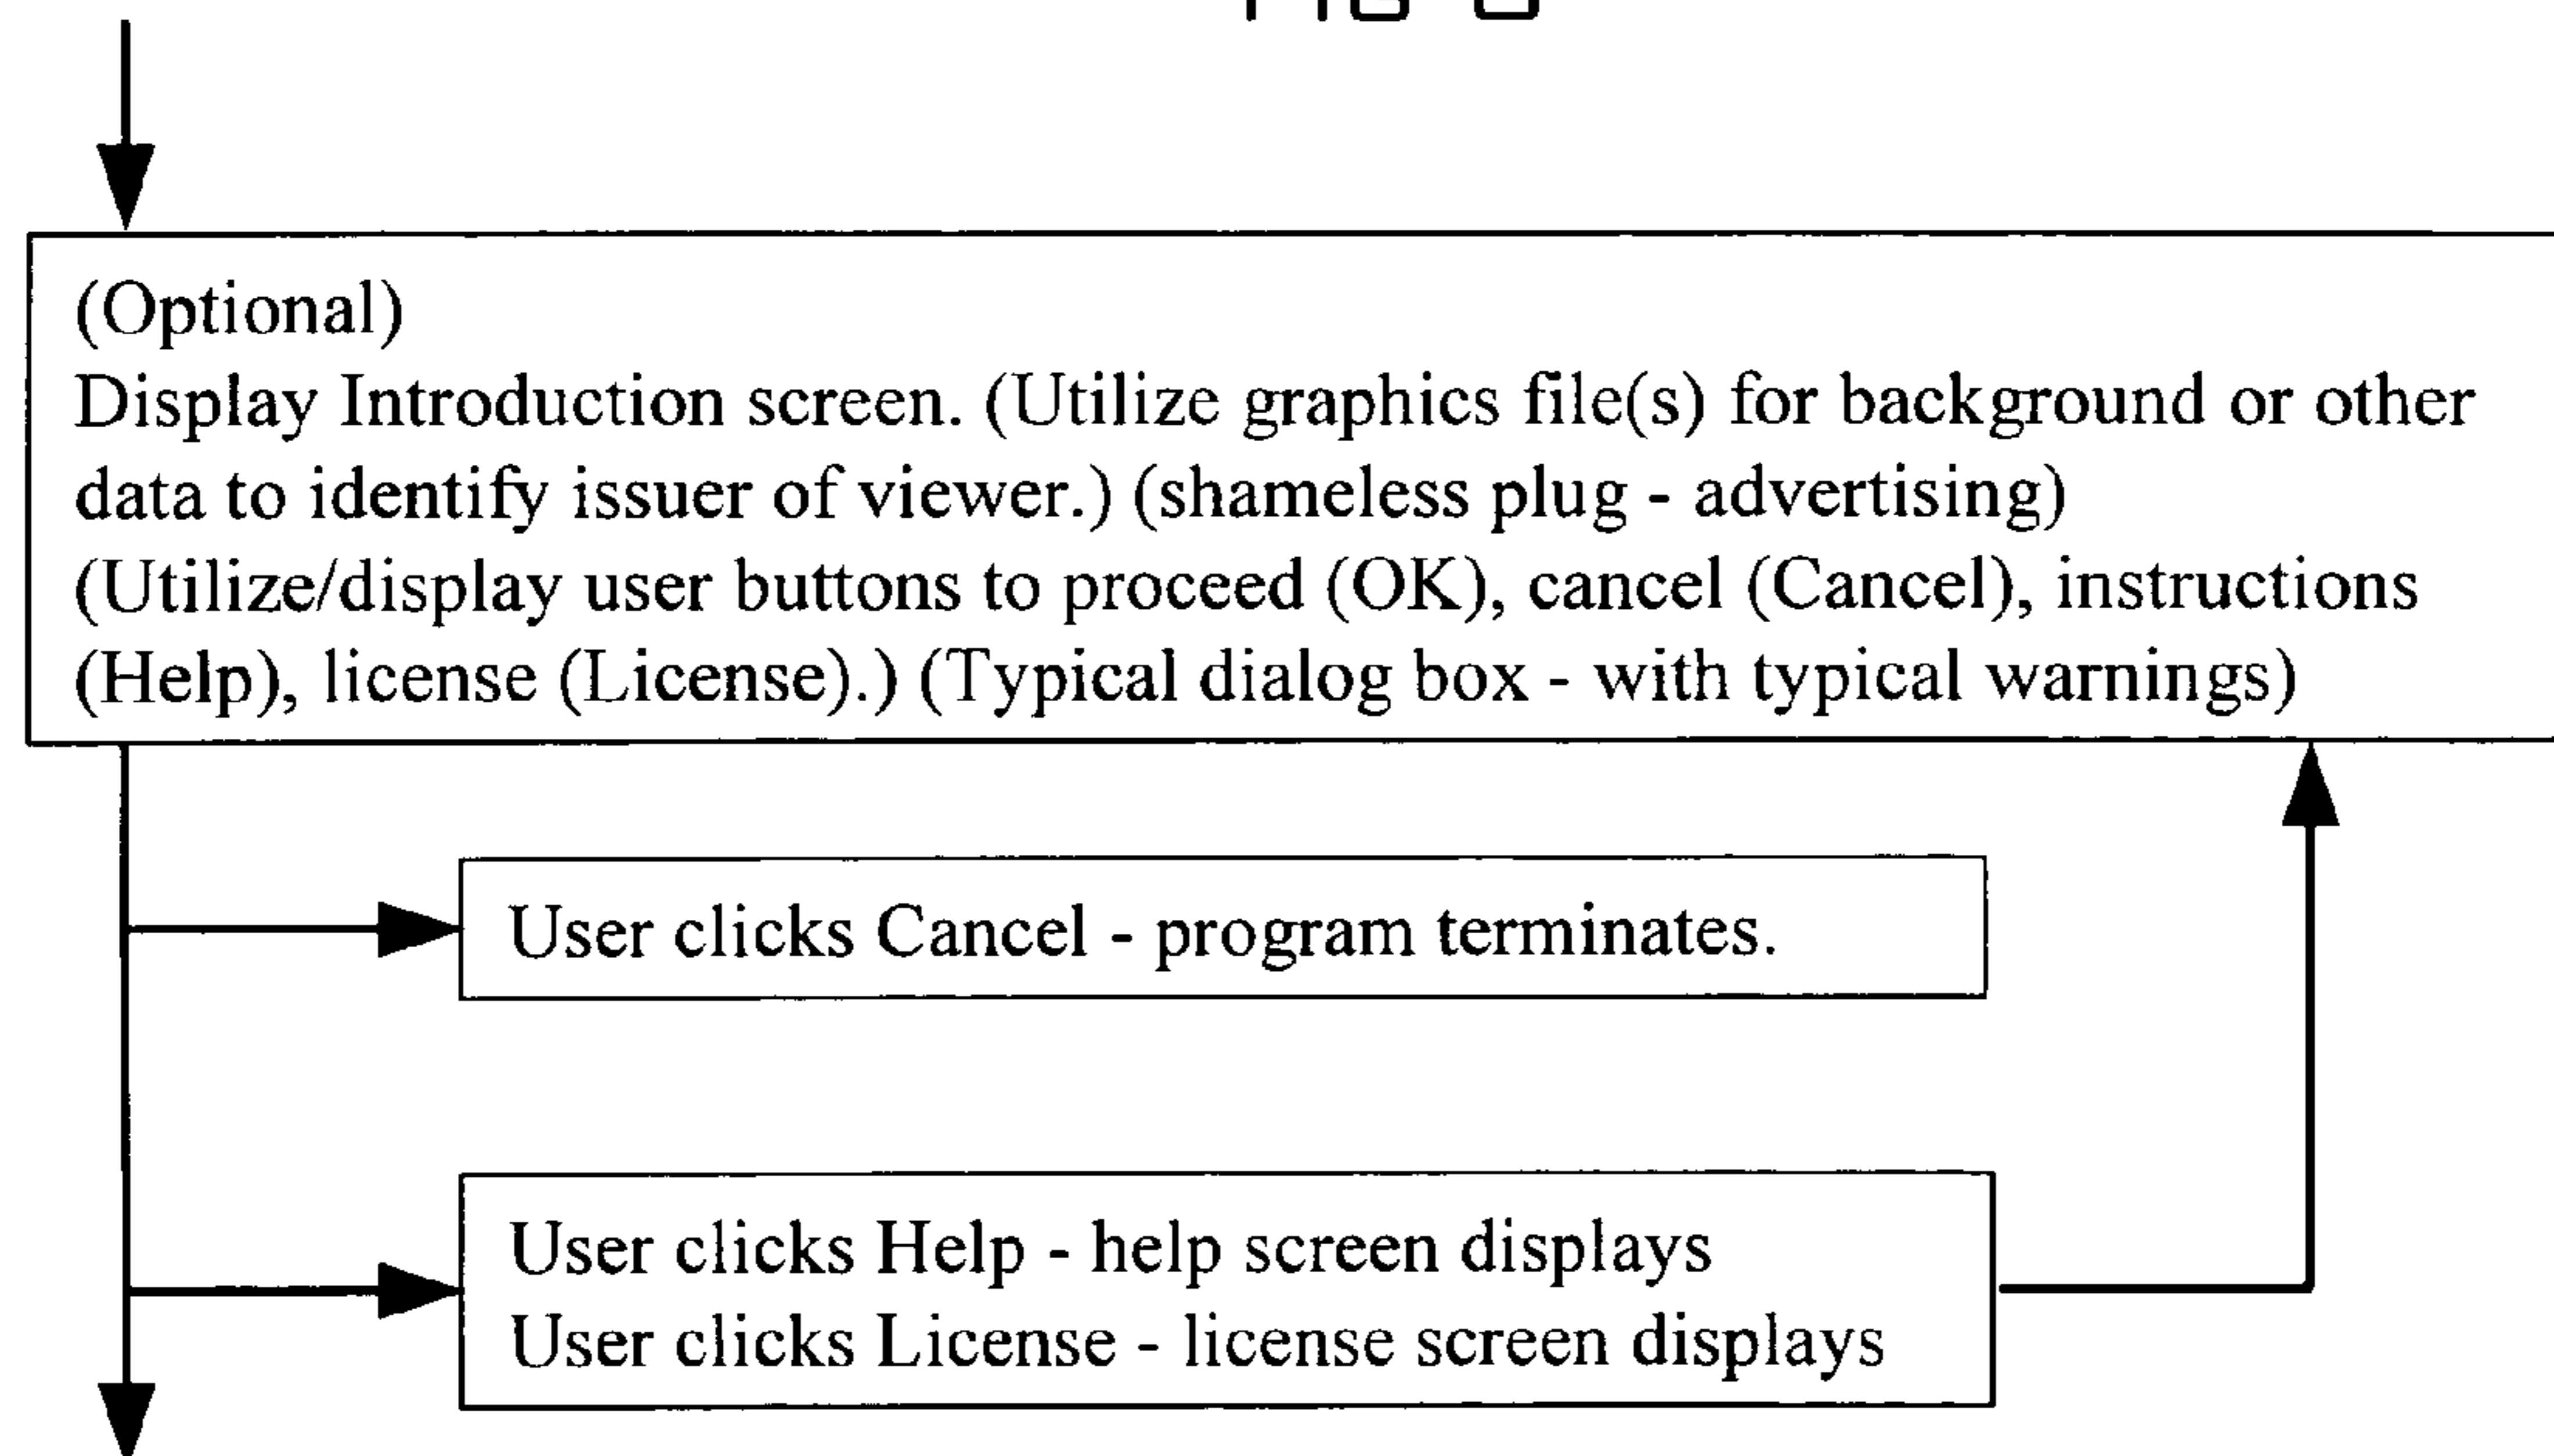 (Optional)
Display Introduction screen. (Utilize graphics file(s) for background or other
data to identify issuer of viewer.) (shameless plug - advertising)
(Utilize/display user buttons to proceed (OK), cancel (Cancel), instructions
(Help), license (License).) (Typical dialog box - with typical warnings)
User clicks Cancel - program terminates.
User clicks Help - help screen displays
User clicks License - license screen displays